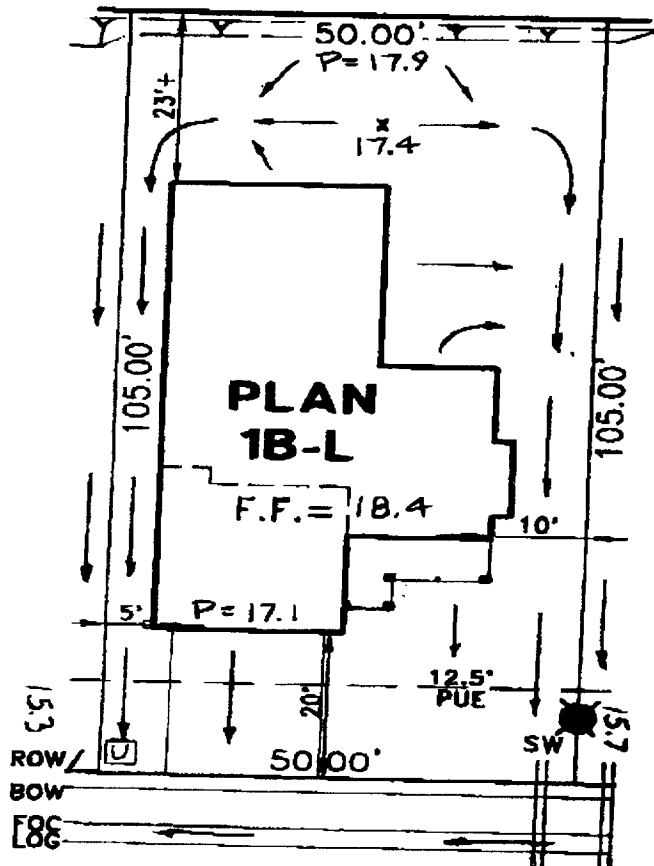 50.00'
P=17.9
23'+
x
17.4
105.00'
105.00'
PLAN
1B-L
F.F.= 18.4
10'
5'
P=17.1
20'
12.5'
PUE
15.3
15.7
SW
U
ROW
50.00'
BOW
FOC
LOG